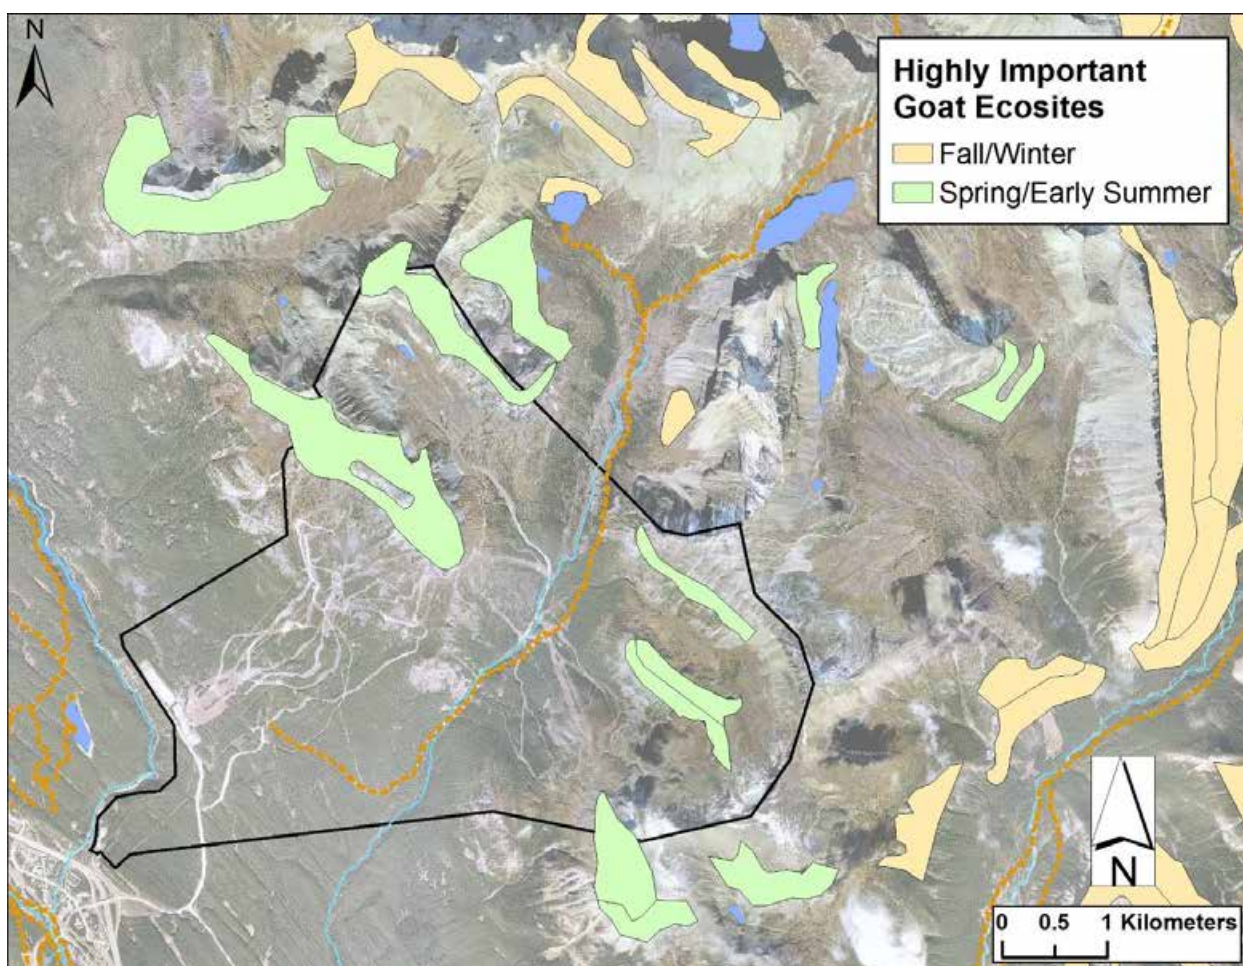 N
Highly Important
Goat Ecosites
Fall/Winter
Spring/Early Summer
N
0 0.5 1 Kilometers